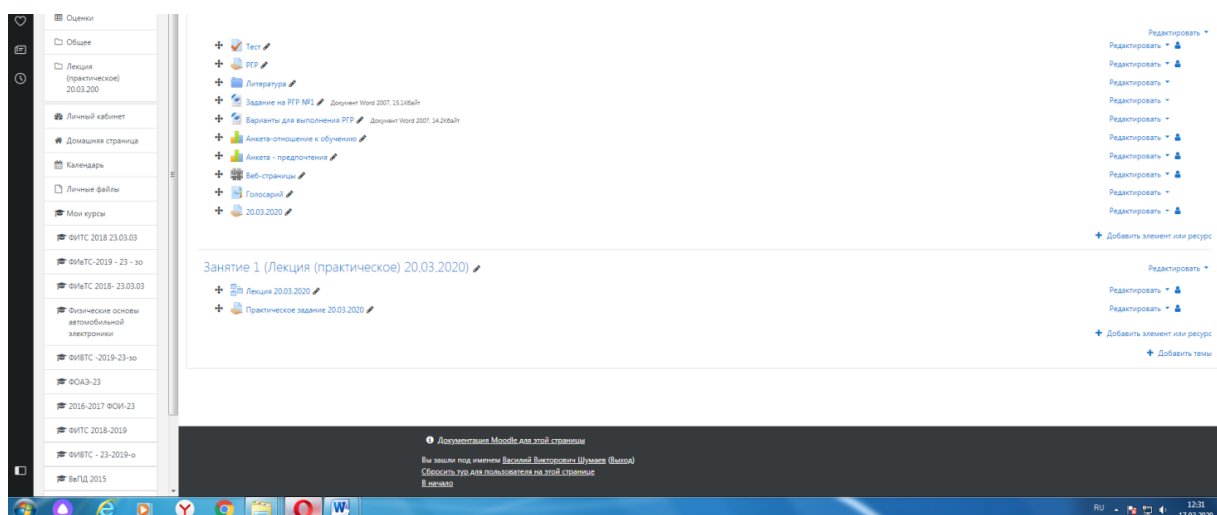 Оценки
Общее
Лекция
(практическое)
20.03.200
Личный кабинет
Домашняя страница
Календарь
Личные файлы
Мои курсы
ФИТС 2018 23.03.03
ФИвТС-2019 - 23 - зо
ФИвТС 2018- 23.03.03
Физические основы
автомобильной
электроники
ФИВТС -2019-23-зо
ФОАЭ-23
2016-2017 ФОИ-23
ФИТС 2018-2019
ФИВТС - 23-2019-о
ВеПД 2015
Редактировать
Тест Редактировать
РГР Редактировать
Литература Редактировать
Задание на РГР №1 Документ Word 2007; 15.1Кбайт Редактировать
Варианты для выполнения РГР Документ Word 2007; 14.2Кбайт Редактировать
Анкета-отношение к обучению Редактировать
Анкета - предпочтения Редактировать
Веб-страницы Редактировать
Голосарий Редактировать
20.03.2020 Редактировать
Добавить элемент или ресурс
Занятие 1 (Лекция (практическое) 20.03.2020) Редактировать
Лекция 20.03.2020 Редактировать
Практическое задание 20.03.2020 Редактировать
Добавить элемент или ресурс
Добавить темы
Документация Moodle для этой страницы
Вы зашли под именем Василий Викторович Шумаев (Выход)
Сбросить тур для пользователя на этой странице
В начало
RU 12:31
17.03.2020